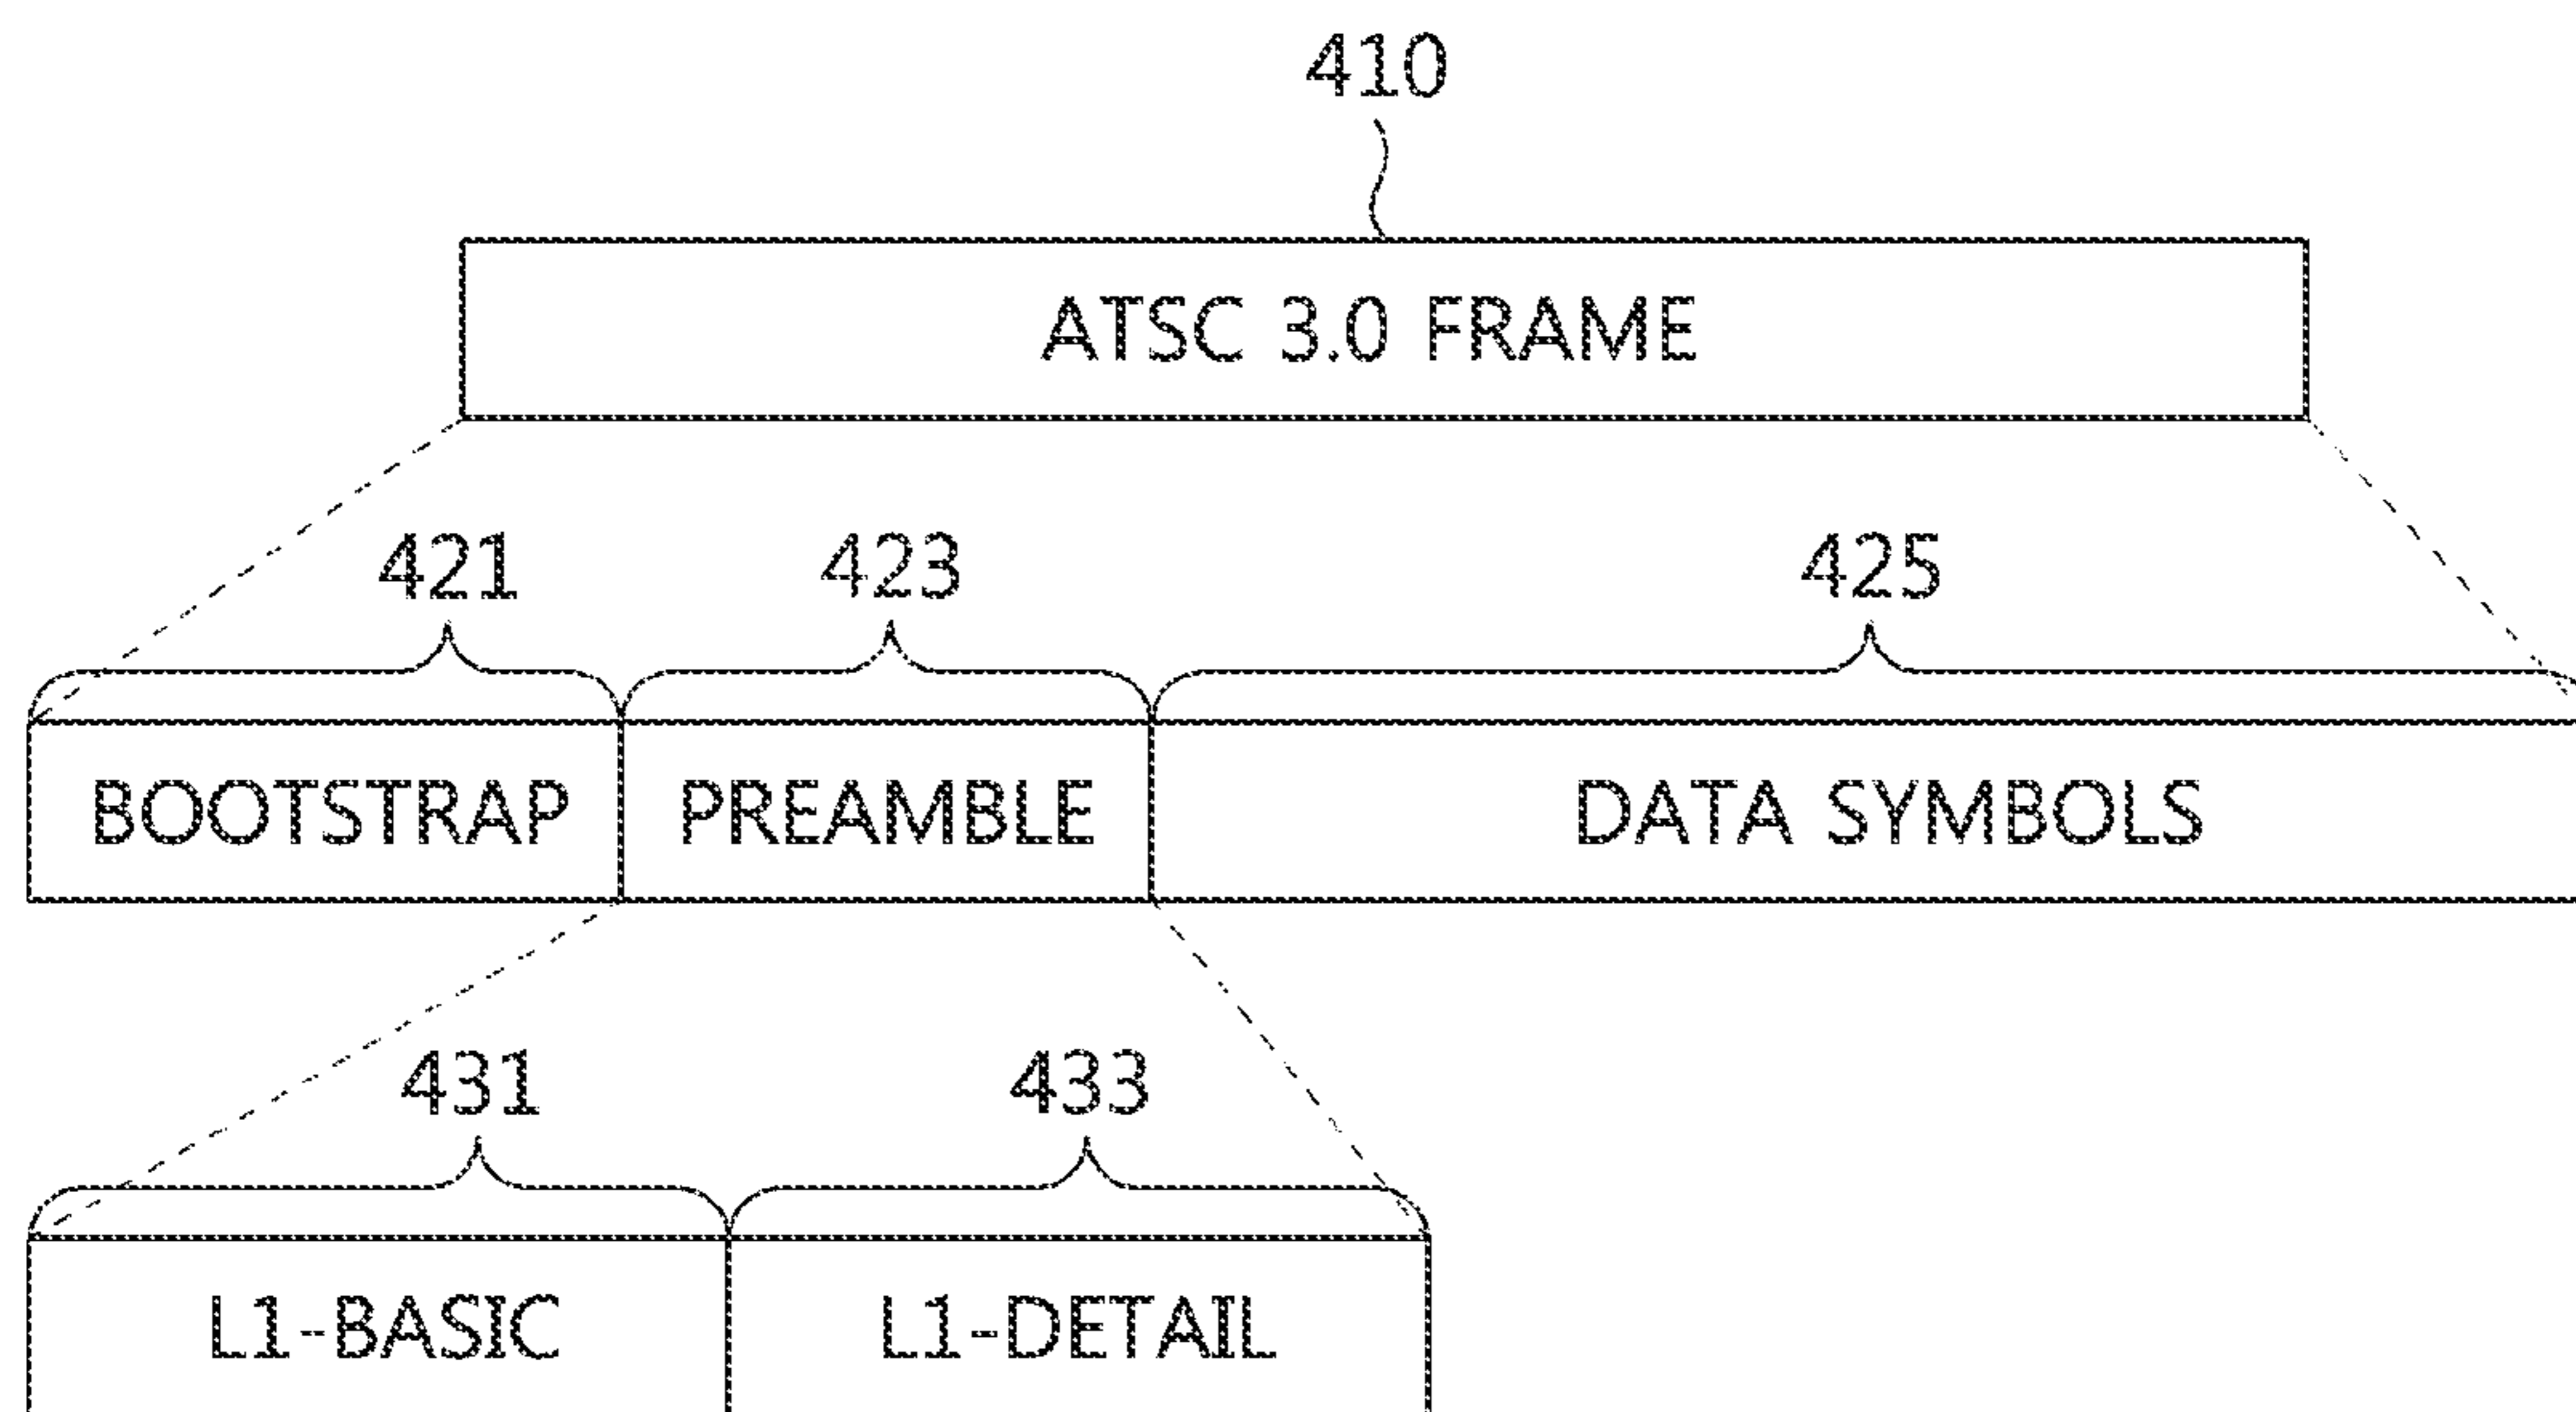 410
ATSC 3.0 FRAME
421 423 425
BOOTSTRAP PREAMBLE DATA SYMBOLS
431 433
L1-BASIC L1-DETAIL